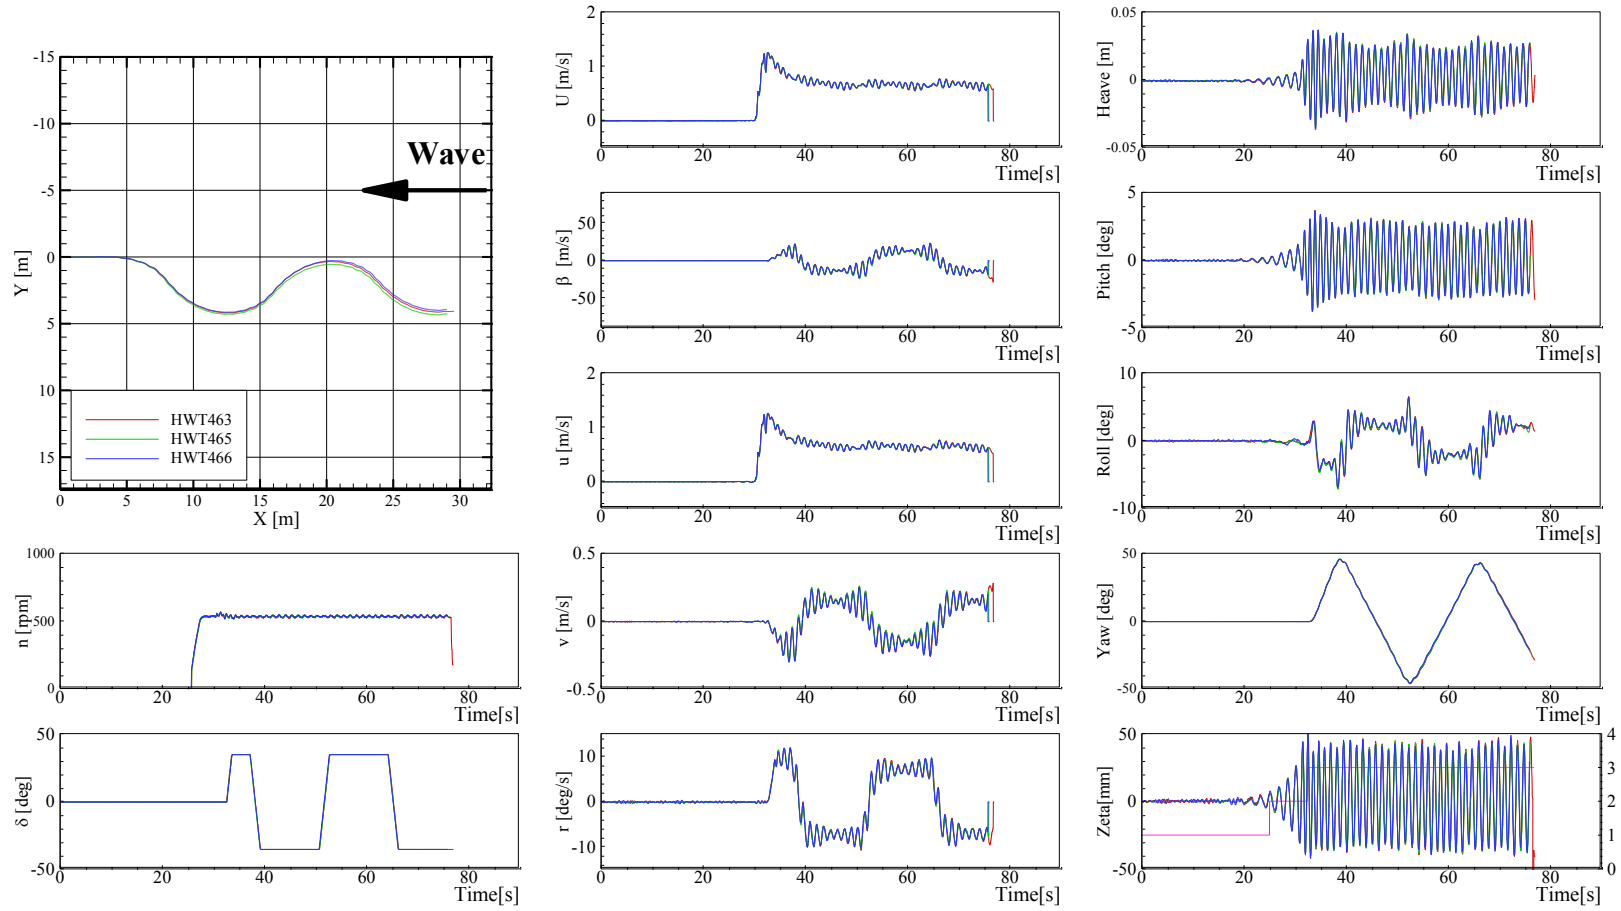 -15
-10
-5
0
5
10
15
Y [m]
Wave
HWT463
HWT465
HWT466
0 5 10 15 20 25 30
X [m]
2
1
0
U [m/s]
0 20 40 60 80
Time[s]
0.05
0
-0.05
Heave [m]
0 20 40 60 80
Time[s]
50
0
-50
β [m/s]
0 20 40 60 80
Time[s]
5
0
-5
Pitch [deg]
0 20 40 60 80
Time[s]
2
1
0
u [m/s]
0 20 40 60 80
Time[s]
10
0
-10
Roll [deg]
0 20 40 60 80
Time[s]
1000
500
0
n [rpm]
0 20 40 60 80
Time[s]
0.5
0
-0.5
v [m/s]
0 20 40 60 80
Time[s]
50
0
-50
Yaw [deg]
0 20 40 60 80
Time[s]
50
0
-50
δ [deg]
0 20 40 60 80
Time[s]
10
0
-10
r [deg/s]
0 20 40 60 80
Time[s]
50
0
-50
Zeta[mm]
4
3
2
1
0
0 20 40 60 80
Time[s]